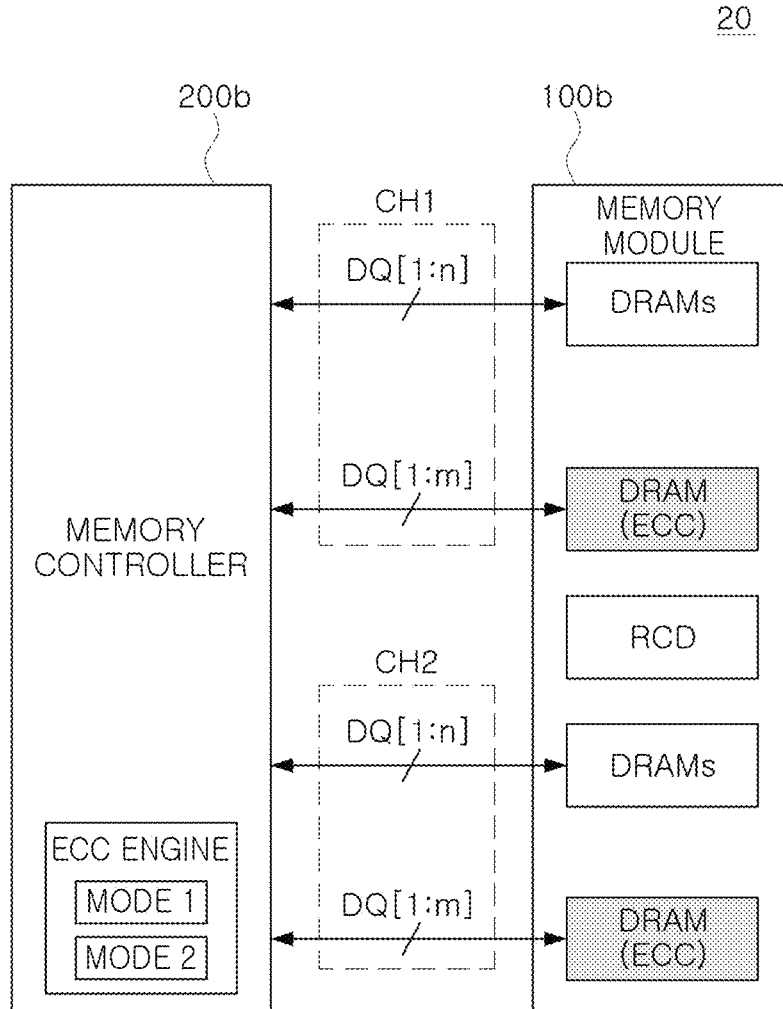 20
200b
100b
CH1
MEMORY
MODULE
DQ[1:n]
DRAMs
DQ[1:m]
DRAM
(ECC)
MEMORY
CONTROLLER
RCD
CH2
DQ[1:n]
DRAMs
ECC ENGINE
MODE 1
MODE 2
DQ[1:m]
DRAM
(ECC)